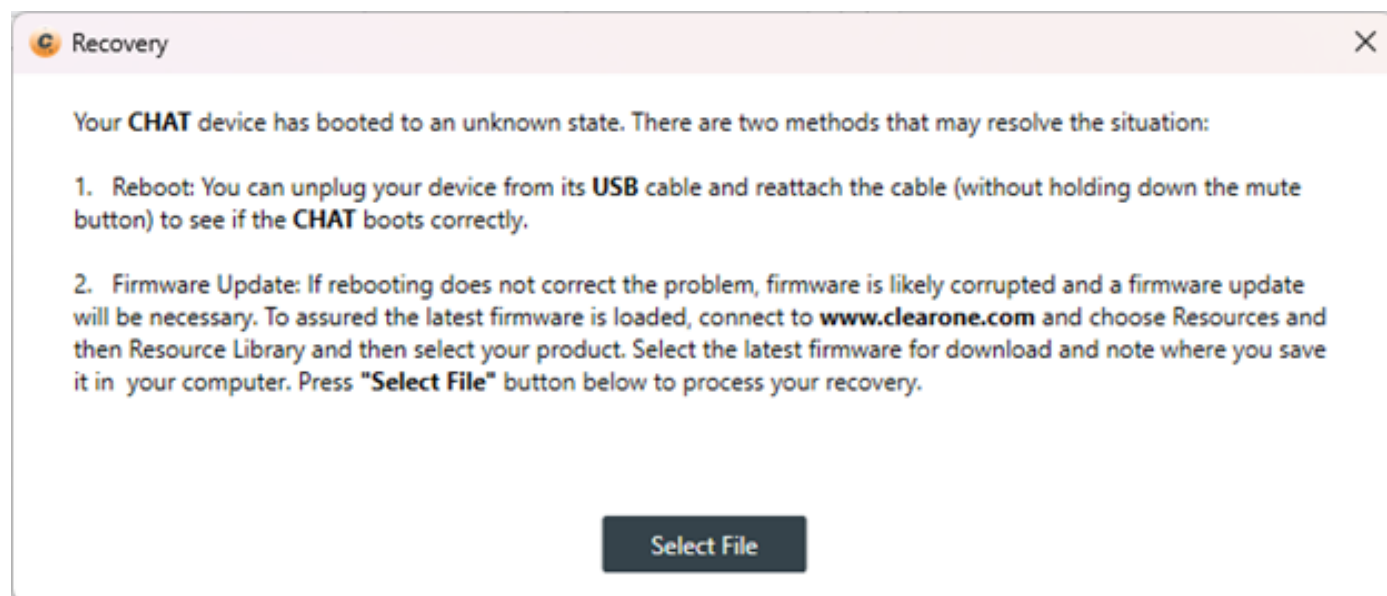 Recovery
Your CHAT device has booted to an unknown state. There are two methods that may resolve the situation:
1. Reboot: You can unplug your device from its USB cable and reattach the cable (without holding down the mute
button) to see if the CHAT boots correctly.
2. Firmware Update: If rebooting does not correct the problem, firmware is likely corrupted and a firmware update
will be necessary. To assured the latest firmware is loaded, connect to www.clearone.com and choose Resources and
then Resource Library and then select your product. Select the latest firmware for download and note where you save
it in your computer. Press "Select File" button below to process your recovery.
Select File